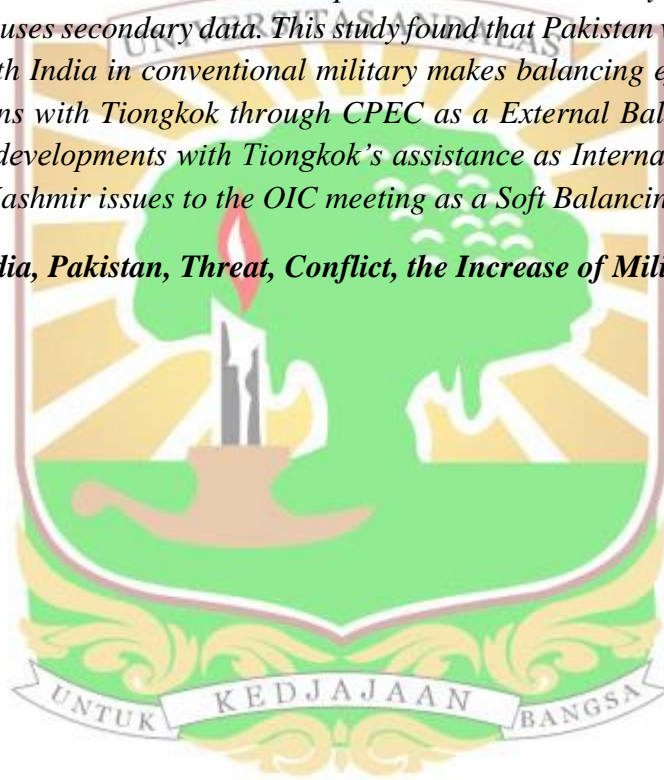 uses secondary data. This study found that Pakistan
UNIVERSITAS ANDALAS
th India in conventional military makes balancing e
ns with Tiongkok through CPEC as a External Bal
developments with Tiongkok's assistance as Interna
Kashmir issues to the OIC meeting as a Soft Balancin
dia, Pakistan, Threat, Conflict, the Increase of Mili
UNTUK KEDJAJAAN BANGSA